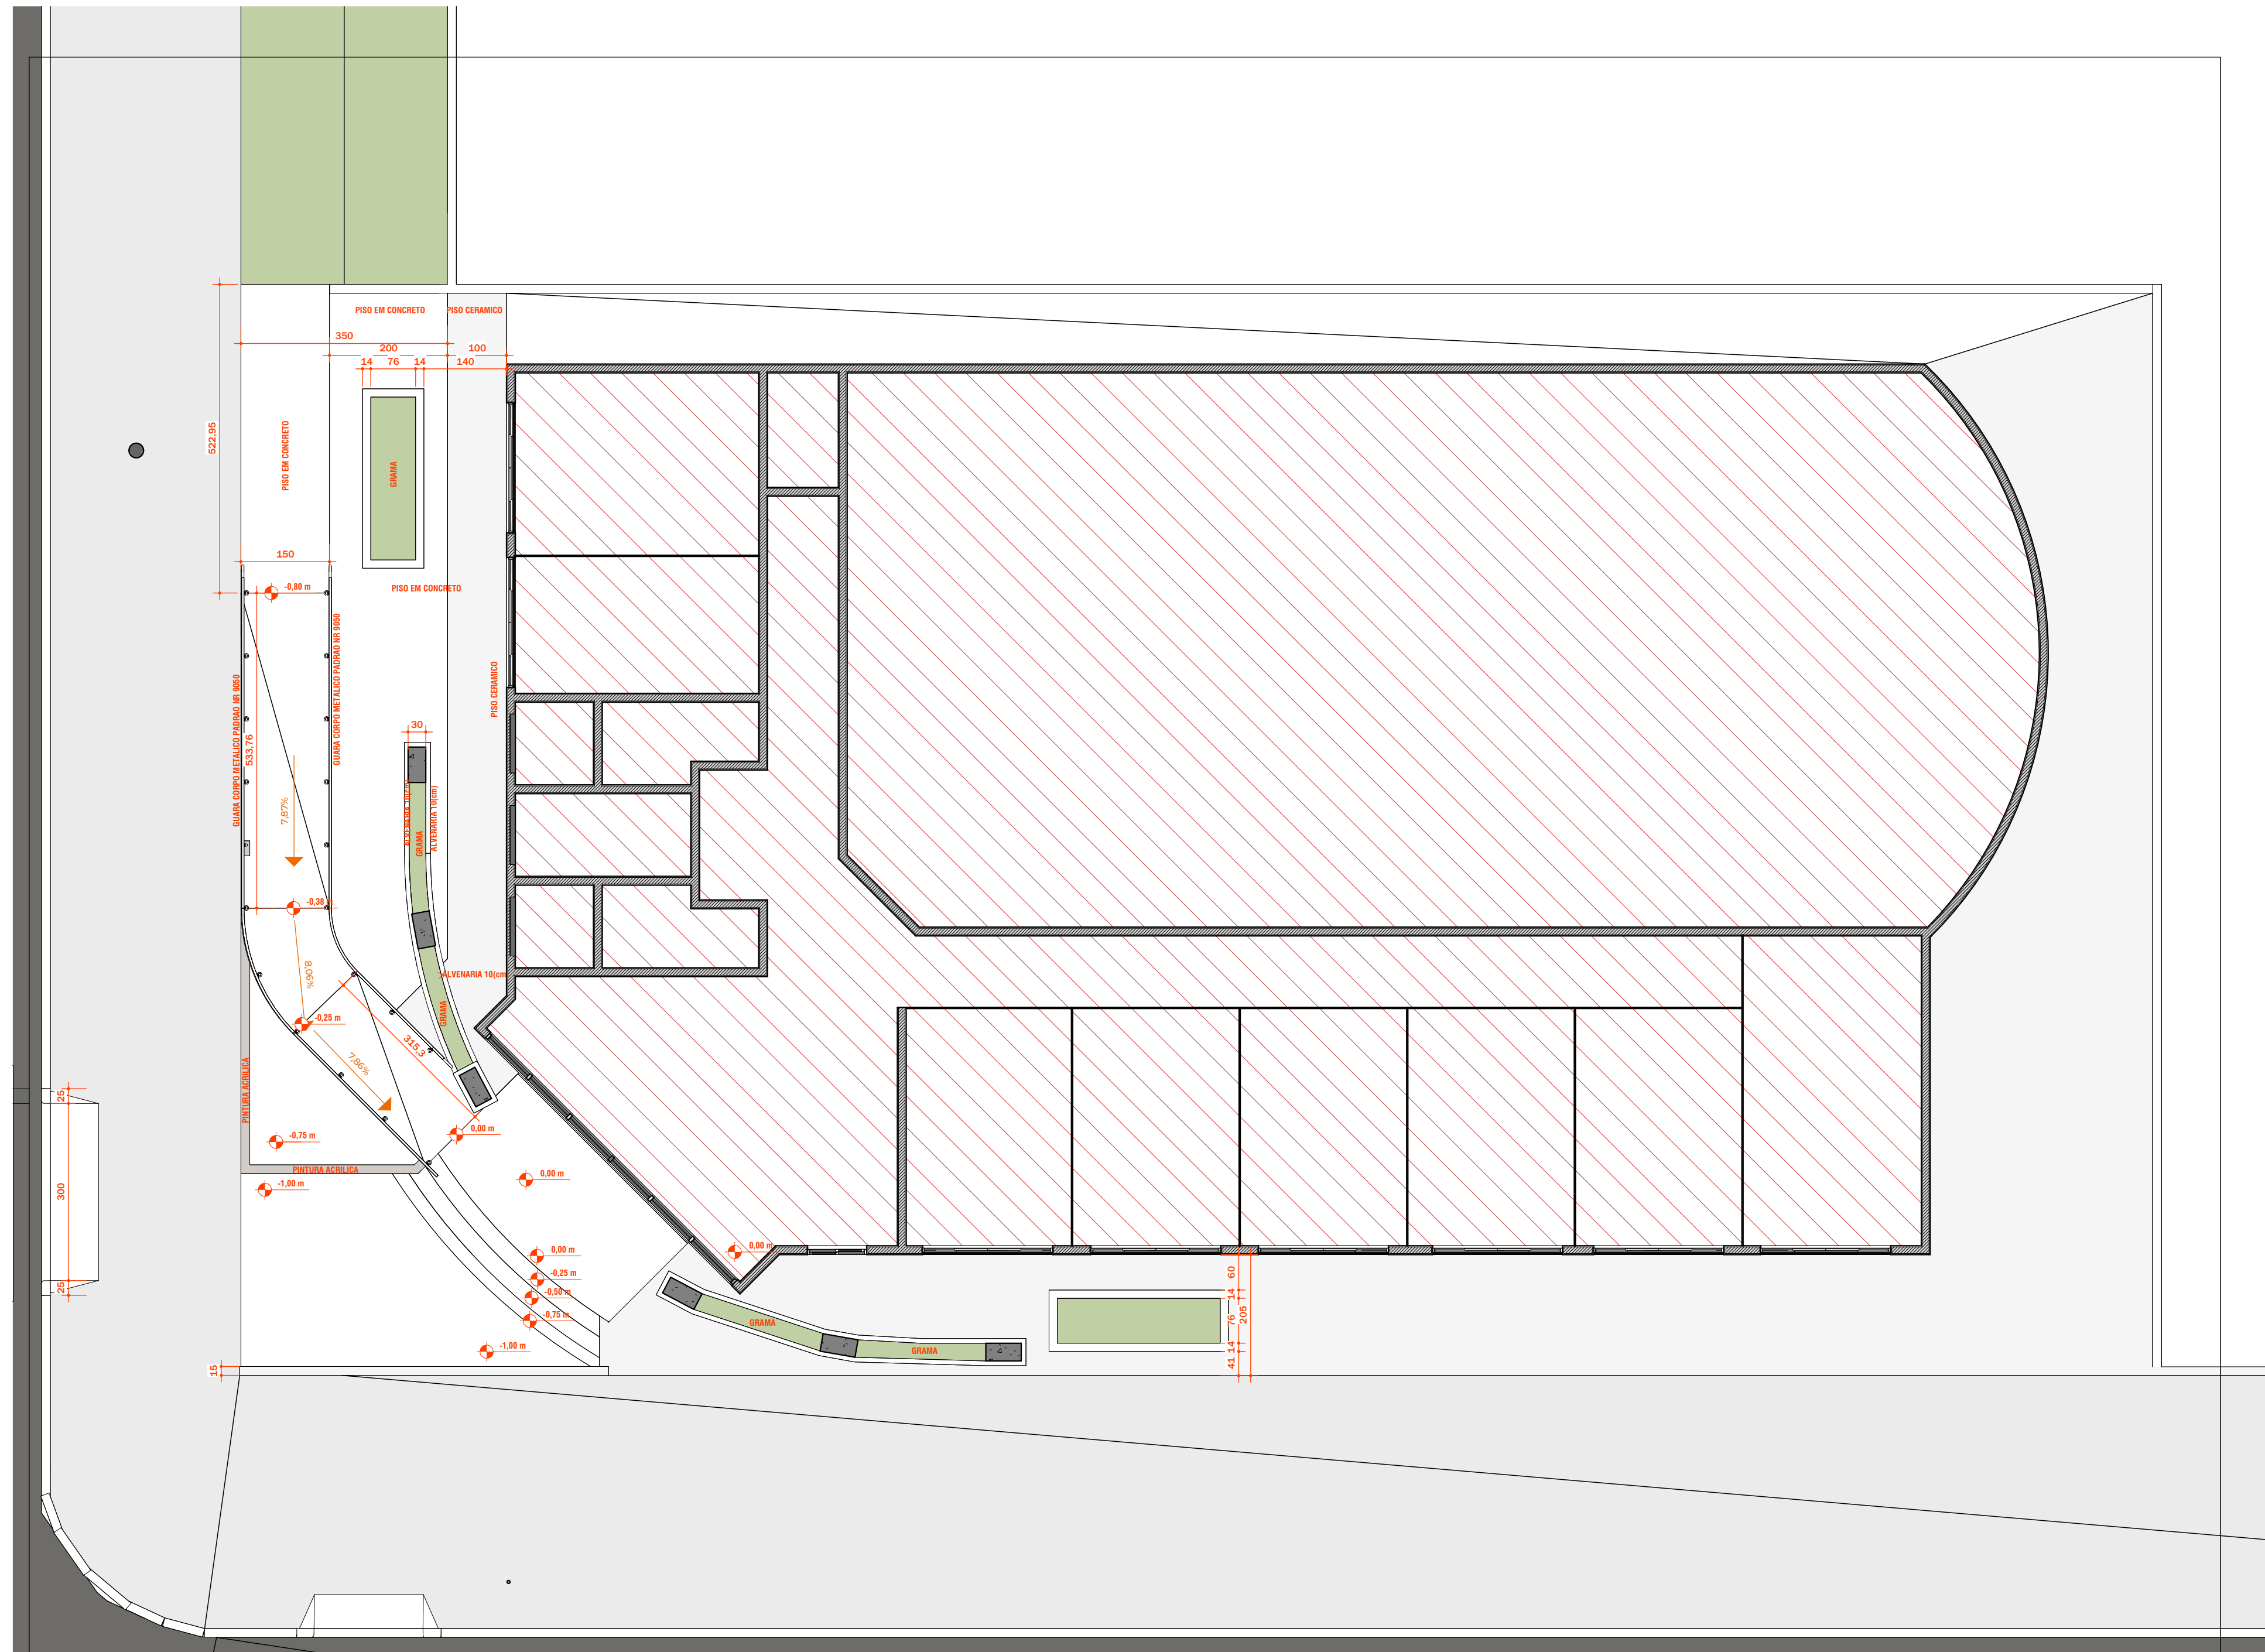 PISO EM CONCRETO
PISO CERAMICO
350
200
100
14
76
14
140
522,95
PISO EM CONCRETO
GRAMA
150
-0,80 m
PISO EM CONCRETO
GUARA CORPO METALICO PADRAO NR 9050
GUARA CORPO METALICO PADRAO NR 9050
533,76
PISO CERAMICO
30
7,87%
GRAMA
ALVENARIA 10(cm)
-0,38
8,06%
ALVENARIA 10(cm
GRAMA
-0,25 m
315,3
7,86%
PINTURA ACRILICA
25
300
25
-0,75 m
0,00 m
PINTURA ACRILICA
-1,00 m
0,00 m
0,00 m
0,00 m
-0,25 m
-0,50 m
-0,75 m
-1,00 m
15
GRAMA
GRAMA
60
14
76
205
14
41